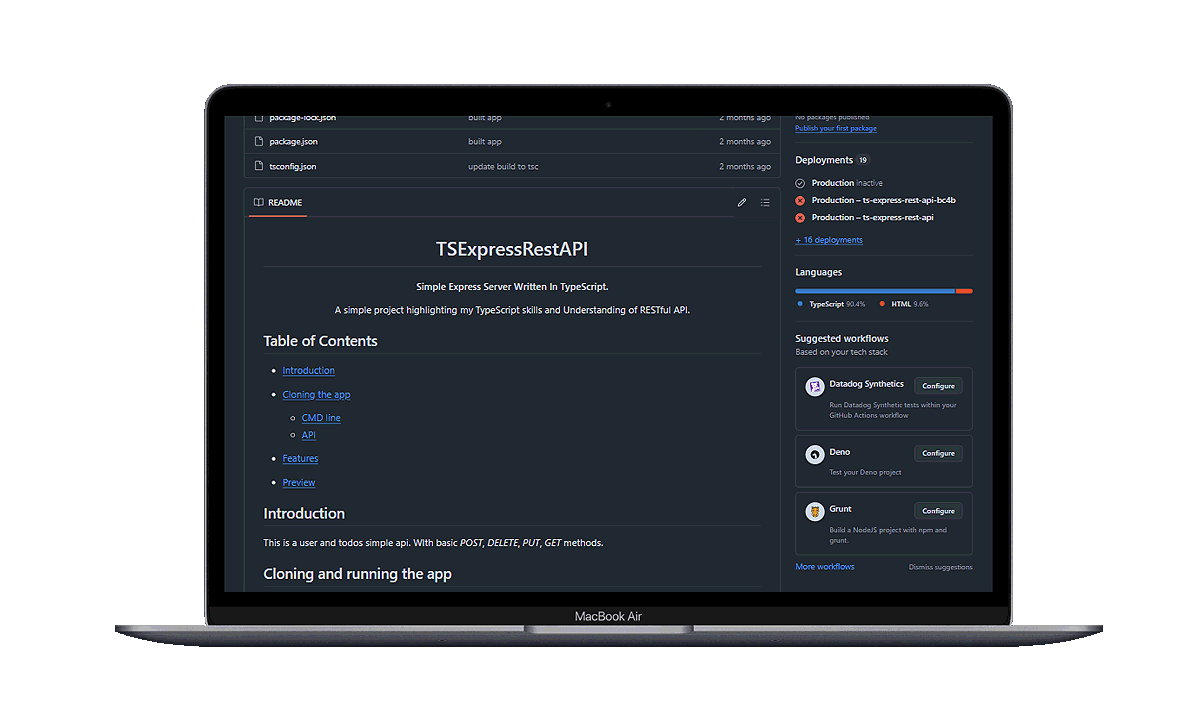 package-lock.json built app 2 months ago
package.json built app 2 months ago
tsconfig.json update build to tsc 2 months ago
README
TSExpressRestAPI
Simple Express Server Written In TypeScript.
A simple project highlighting my TypeScript skills and Understanding of RESTful API.
Table of Contents
Introduction
Cloning the app
CMD line
API
Features
Preview
Introduction
This is a user and todos simple api. With basic POST, DELETE, PUT, GET methods.
Cloning and running the app
No packages published
Publish your first package
Deployments 19
Production inactive
Production – ts-express-rest-api-bc4b
Production – ts-express-rest-api
+ 16 deployments
Languages
TypeScript 90.4% HTML 9.6%
Suggested workflows
Based on your tech stack
Datadog Synthetics Configure
Run Datadog Synthetic tests within your
GitHub Actions workflow
Deno Configure
Test your Deno project
Grunt Configure
Build a NodeJS project with npm and
grunt.
More workflows Dismiss suggestions
MacBook Air